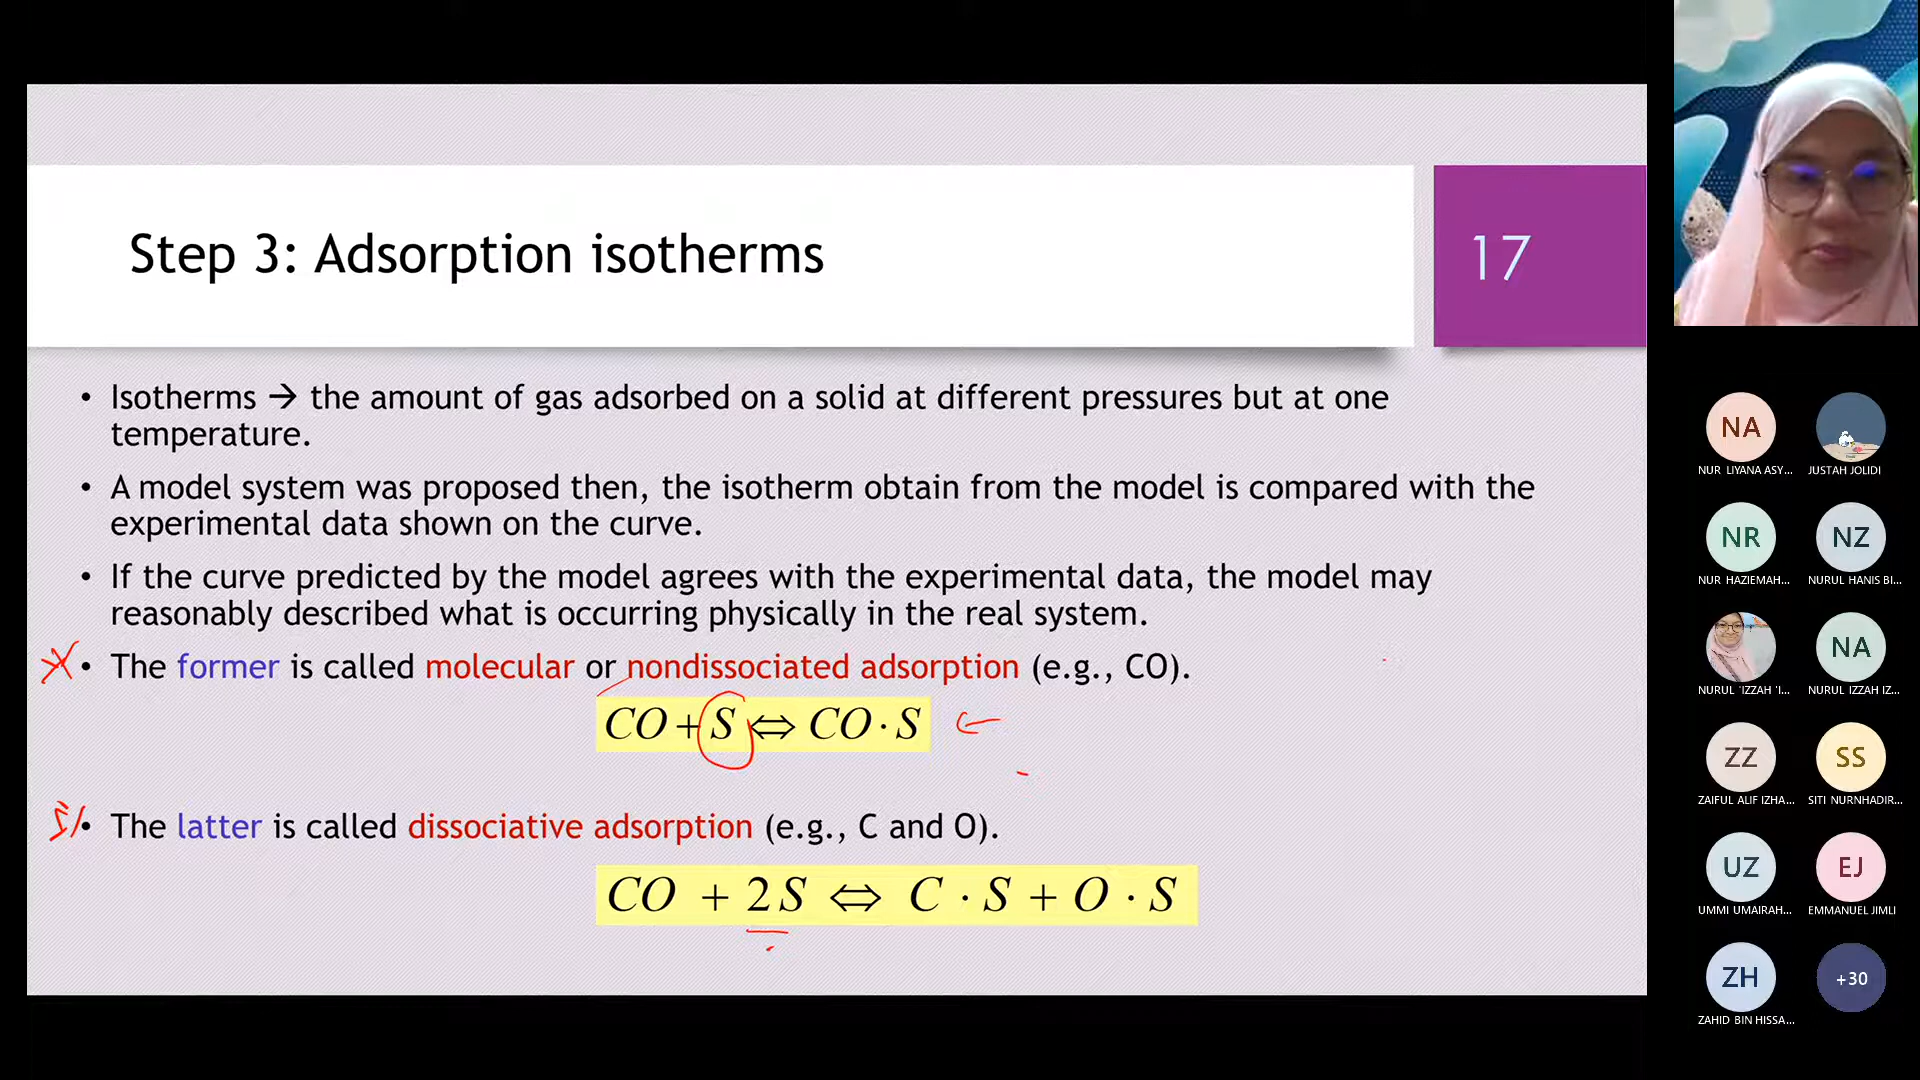 Step 3: Adsorption isotherms
17
• Isotherms → the amount of gas adsorbed on a solid at different pressures but at one
temperature.
• A model system was proposed then, the isotherm obtain from the model is compared with the
experimental data shown on the curve.
• If the curve predicted by the model agrees with the experimental data, the model may
reasonably described what is occurring physically in the real system.
• The former is called molecular or nondissociated adsorption (e.g., CO).
CO + S ⇔ CO · S
• The latter is called dissociative adsorption (e.g., C and O).
CO + 2S ⇔ C · S + O · S
NA
NUR LIYANA ASY...
JUSTAH JOLIDI
NR
NUR HAZIEMAH...
NZ
NURUL HANIS BI...
NURUL 'IZZAH 'I...
NA
NURUL IZZAH IZ...
ZZ
ZAIFUL ALIF IZHA...
SS
SITI NURNHADIR...
UZ
UMMI UMAIRAH...
EJ
EMMANUEL JIMLI
ZH
ZAHID BIN HISSA...
+30